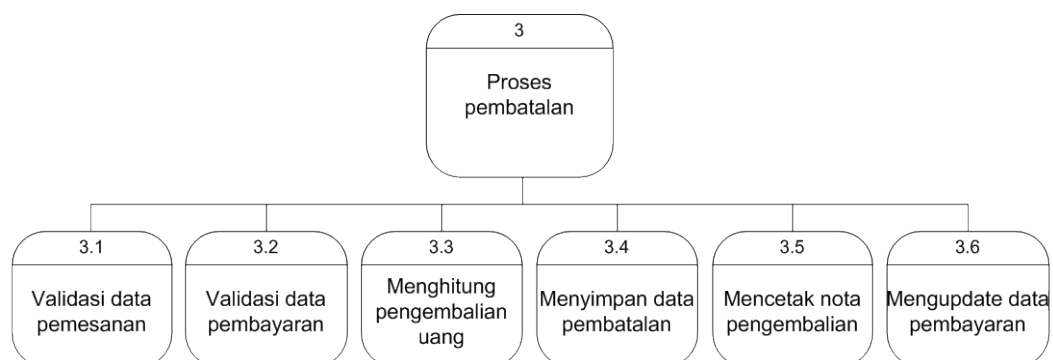 3
Proses
pembatalan
3.1
Validasi data
pemesanan
3.2
Validasi data
pembayaran
3.3
Menghitung
pengembalian
uang
3.4
Menyimpan data
pembatalan
3.5
Mencetak nota
pengembalian
3.6
Mengupdate data
pembayaran